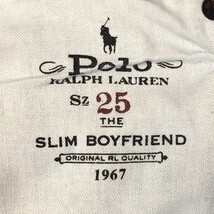 Polo
RALPH LAUREN
Sz 25
THE
SLIM BOYFRIEND
ORIGINAL RL QUALITY
1967